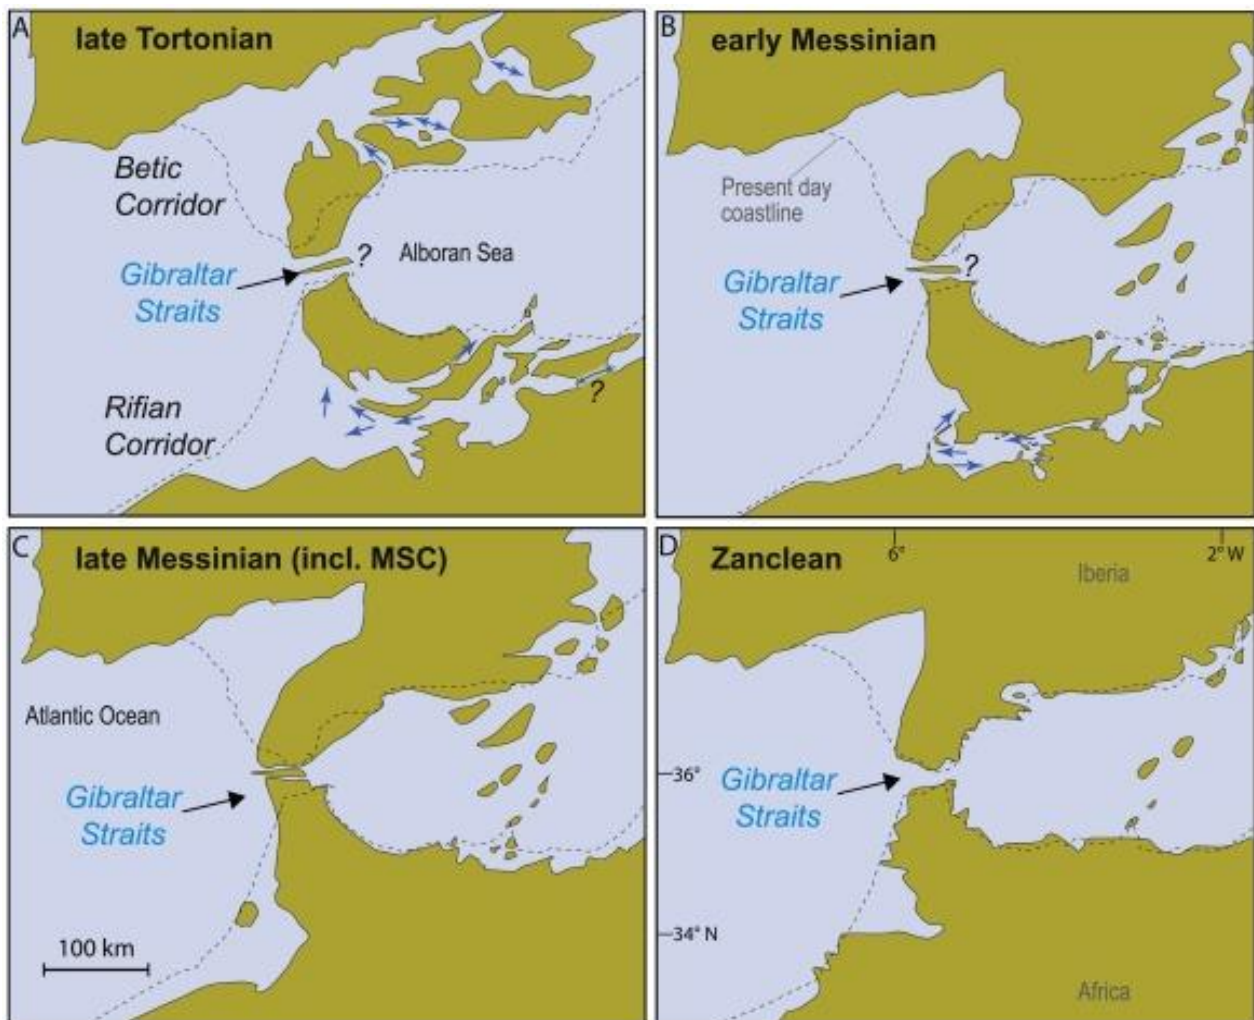 A
late Tortonian
Betic
Corridor
?
Alboran Sea
Gibraltar
Straits
Rifian
Corridor
?
B
early Messinian
Present day
coastline
?
Gibraltar
Straits
C
late Messinian (incl. MSC)
Atlantic Ocean
Gibraltar
Straits
100 km
D
Zanclean
6°
2° W
Iberia
36°
Gibraltar
Straits
34° N
Africa